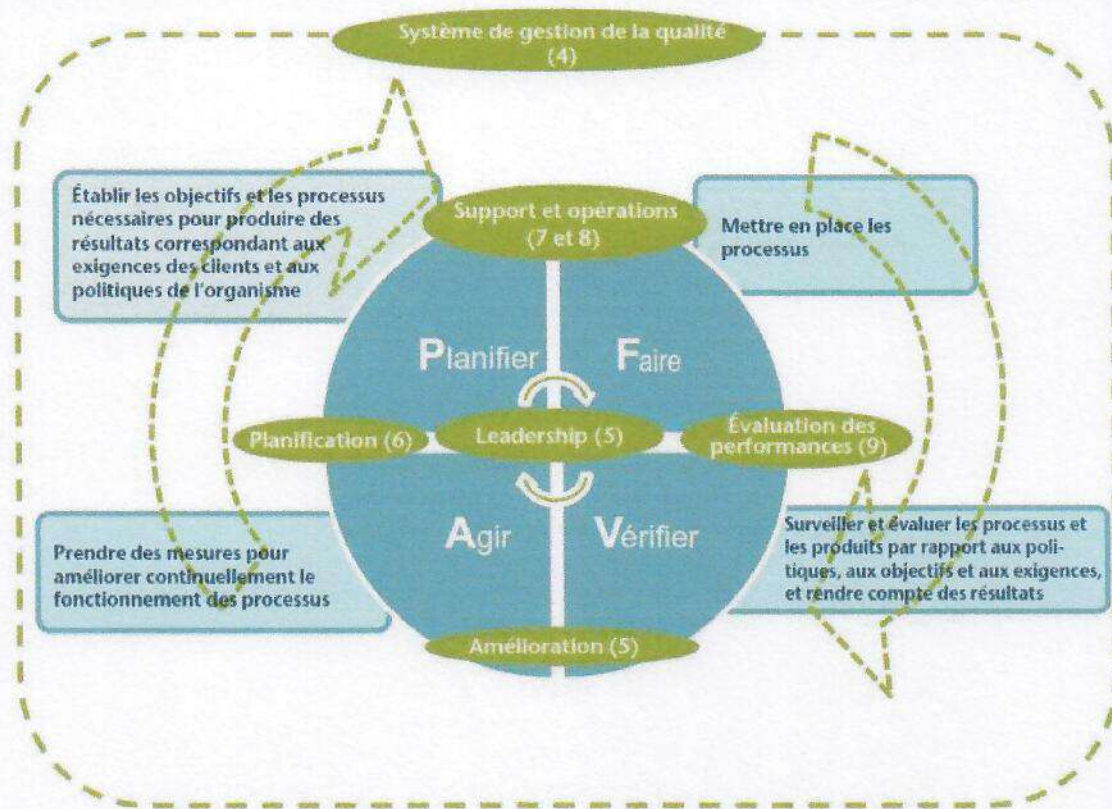 Système de gestion de la qualité
(4)
Établir les objectifs et les processus
nécessaires pour produire des
résultats correspondant aux
exigences des clients et aux
politiques de l'organisme
Support et opérations
(7 et 8)
Mettre en place les
processus
Planifier
Faire
Planification (6)
Leadership (5)
Évaluation des
performances (9)
Agir
Vérifier
Prendre des mesures pour
améliorer continuellement le
fonctionnement des processus
Surveiller et évaluer les processus et
les produits par rapport aux poli-
tiques, aux objectifs et aux exigences,
et rendre compte des résultats
Amélioration (5)